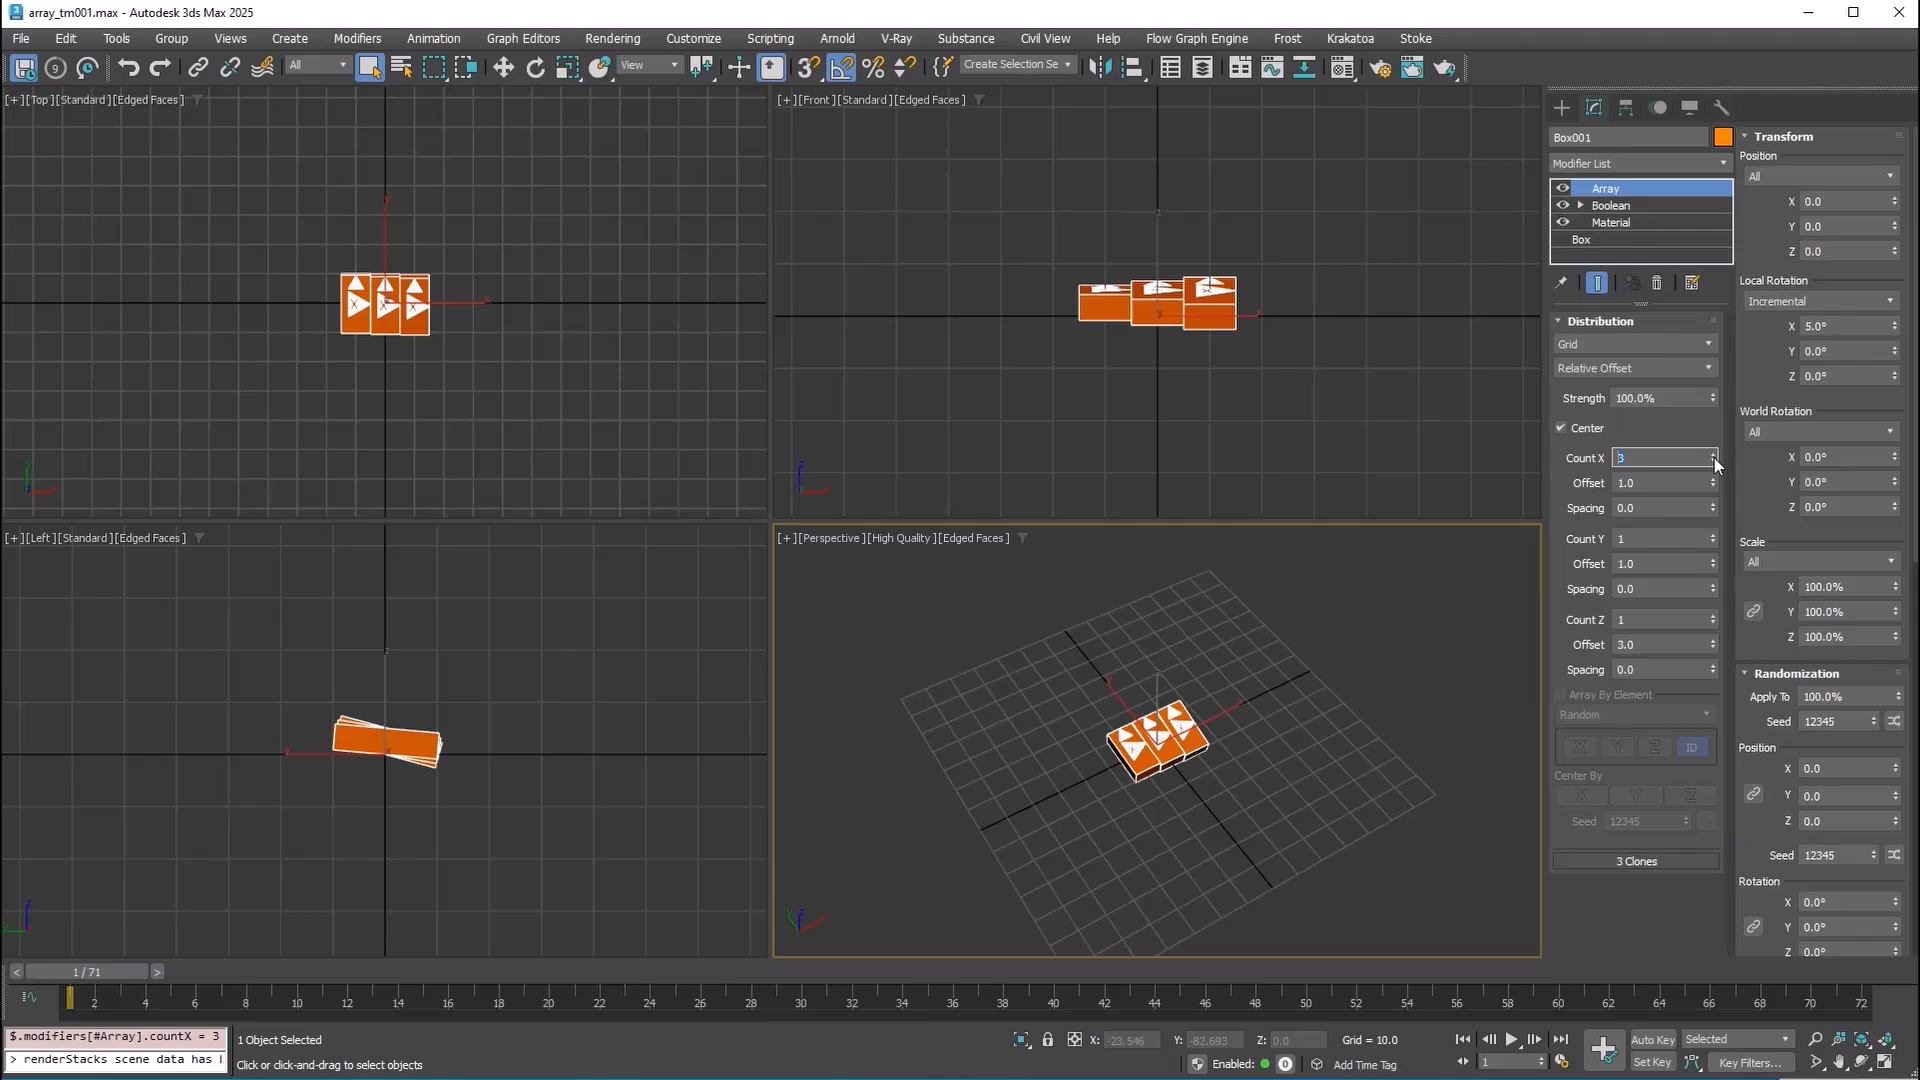 array_tm001.max - Autodesk 3ds Max 2025
File Edit Tools Group Views Create Modifiers Animation Graph Editors Rendering Customize Scripting Arnold V-Ray Substance Civil View Help Flow Graph Engine Frost Krakatoa Stoke
All View Create Selection Se
[+][Top][Standard][Edged Faces]
[+][Front][Standard][Edged Faces]
[+][Left][Standard][Edged Faces]
[+][Perspective][High Quality][Edged Faces]
Box001
Modifier List
Array
Boolean
Material
Box
Distribution
Grid
Relative Offset
Strength 100.0%
Center
Count X 3
Offset 1.0
Spacing 0.0
Count Y 1
Offset 1.0
Spacing 0.0
Count Z 1
Offset 3.0
Spacing 0.0
Array By Element
Random
X Y Z ID
Center By
X Y Z
Seed 12345
3 Clones
Transform
Position
All
X 0.0
Y 0.0
Z 0.0
Local Rotation
Incremental
X 5.0°
Y 0.0°
Z 0.0°
World Rotation
All
X 0.0°
Y 0.0°
Z 0.0°
Scale
All
X 100.0%
Y 100.0%
Z 100.0%
Randomization
Apply To 100.0%
Seed 12345
Position
X 0.0
Y 0.0
Z 0.0
Seed 12345
Rotation
X 0.0°
Y 0.0°
Z 0.0°
< 1 / 71 >
2 4 6 8 10 12 14 16 18 20 22 24 26 28 30 32 34 36 38 40 42 44 46 48 50 52 54 56 58 60 62 64 66 68 70 72
$.modifiers[#Array].countX = 3
> renderStacks scene data has
1 Object Selected
Click or click-and-drag to select objects
X: -23.546 Y: -82.693 Z: 0.0 Grid = 10.0
Enabled: 0 Add Time Tag
1
Auto Key Selected
Set Key Key Filters...